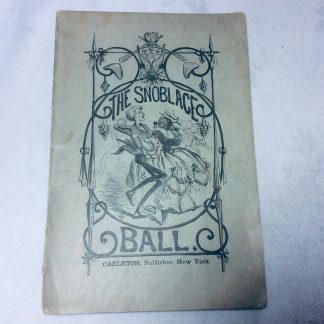 THE SNOBLACE
BALL.
CARLETON, Publisher, New York.